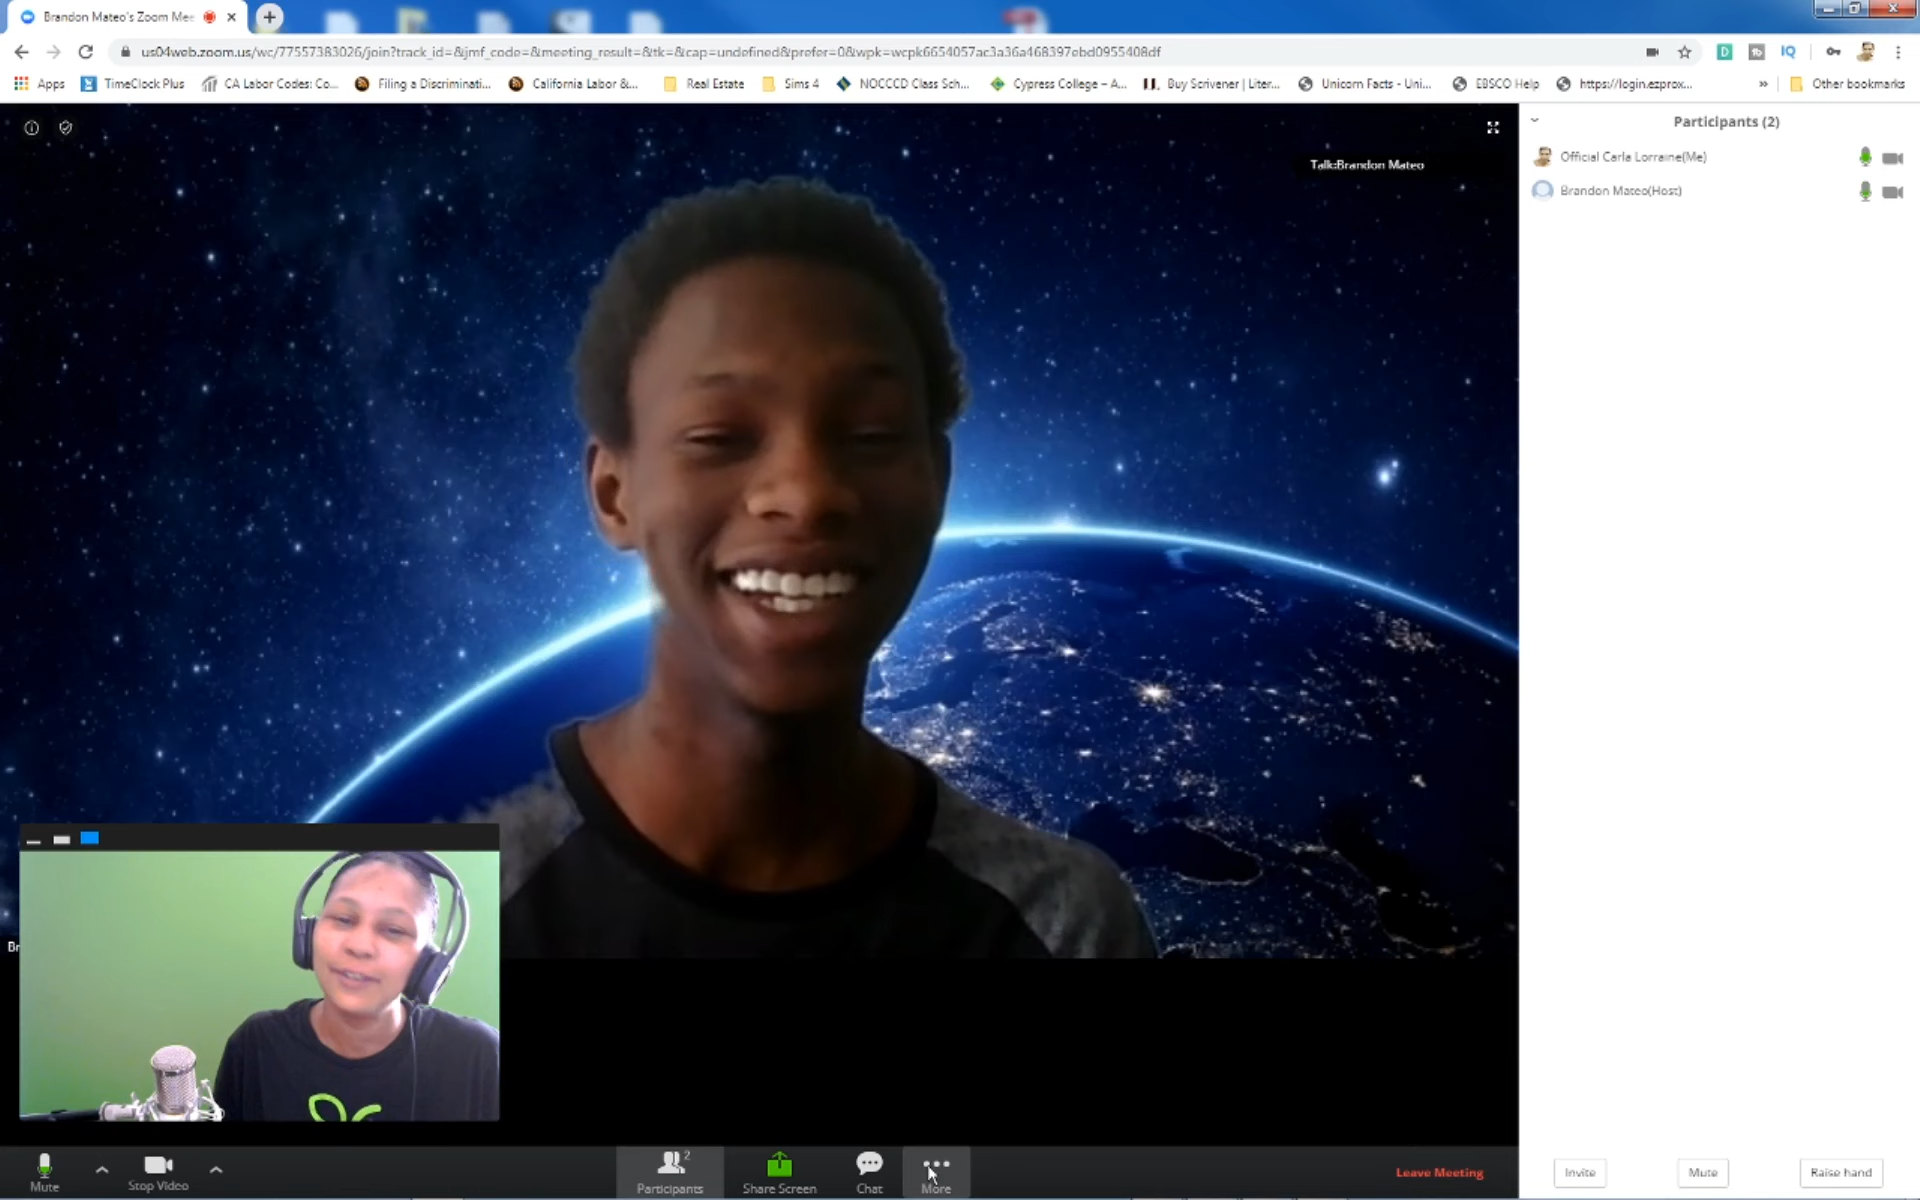 Brandon Mateo's Zoom Mee
us04web.zoom.us/wc/77557383026/join?track_id=&jmf_code=&meeting_result=&tk=&cap=undefined&prefer=0&wpk=wcpk6654057ac3a36a468397ebd0955408df
Apps TimeClock Plus CA Labor Codes: Co... Filing a Discriminati... California Labor &... Real Estate Sims 4 NOCCCD Class Sch... Cypress College – A... Buy Scrivener | Liter... Unicorn Facts - Uni... EBSCO Help https://login.ezprox... » Other bookmarks
Participants (2)
Talk:Brandon Mateo
Official Carla Lorraine(Me)
Brandon Mateo(Host)
Br
Mute
Stop Video
2
Participants
Share Screen
Chat
More
Leave Meeting
Invite
Mute
Raise hand